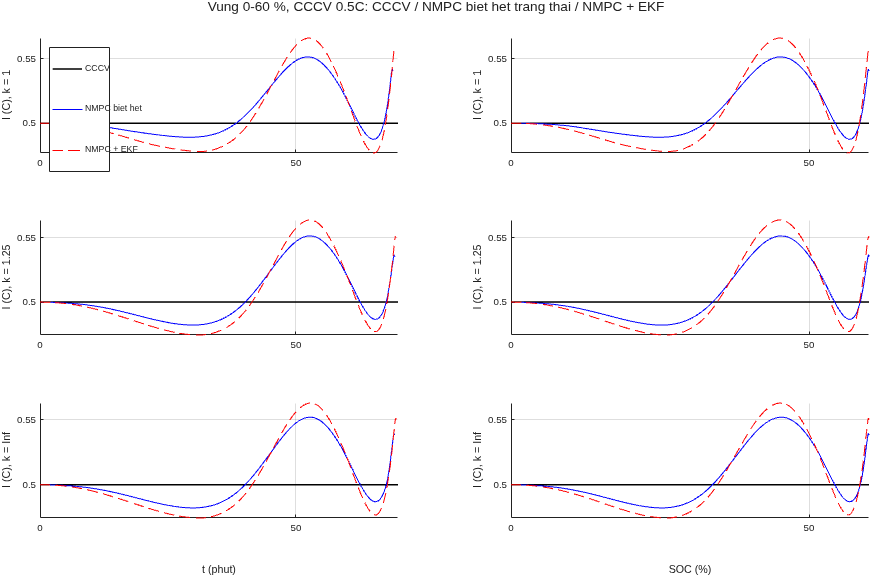 Vung 0-60 %, CCCV 0.5C: CCCV / NMPC biet het trang thai / NMPC + EKF
I (C), k = 1
0.55
0.5
0
50
CCCV
NMPC biet het
NMPC + EKF
I (C), k = 1
0.55
0.5
0
50
I (C), k = 1.25
0.55
0.5
0
50
I (C), k = 1.25
0.55
0.5
0
50
I (C), k = Inf
0.55
0.5
0
50
t (phut)
I (C), k = Inf
0.55
0.5
0
50
SOC (%)